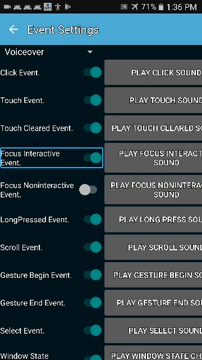 71% 1:36 PM
Event Settings
Voiceover
Click Event.
PLAY CLICK SOUND
Touch Event.
PLAY TOUCH SOUND
Touch Cleared Event.
PLAY TOUCH CLEARED SO
Focus Interactive
Event.
PLAY FOCUS INTERACT
SOUND
Focus Noninteractive
Event.
PLAY FOCUS NONINTERA
SOUND
LongPressed Event.
PLAY LONG PRESS SOU
Scroll Event.
PLAY SCROLL SOUND
Gesture Begin Event.
PLAY GESTURE BEGIN SO
Gesture End Event.
PLAY GESTURE END SOU
Select Event.
PLAY SELECT SOUND
Window State
PLAY WINDOW STATE CH